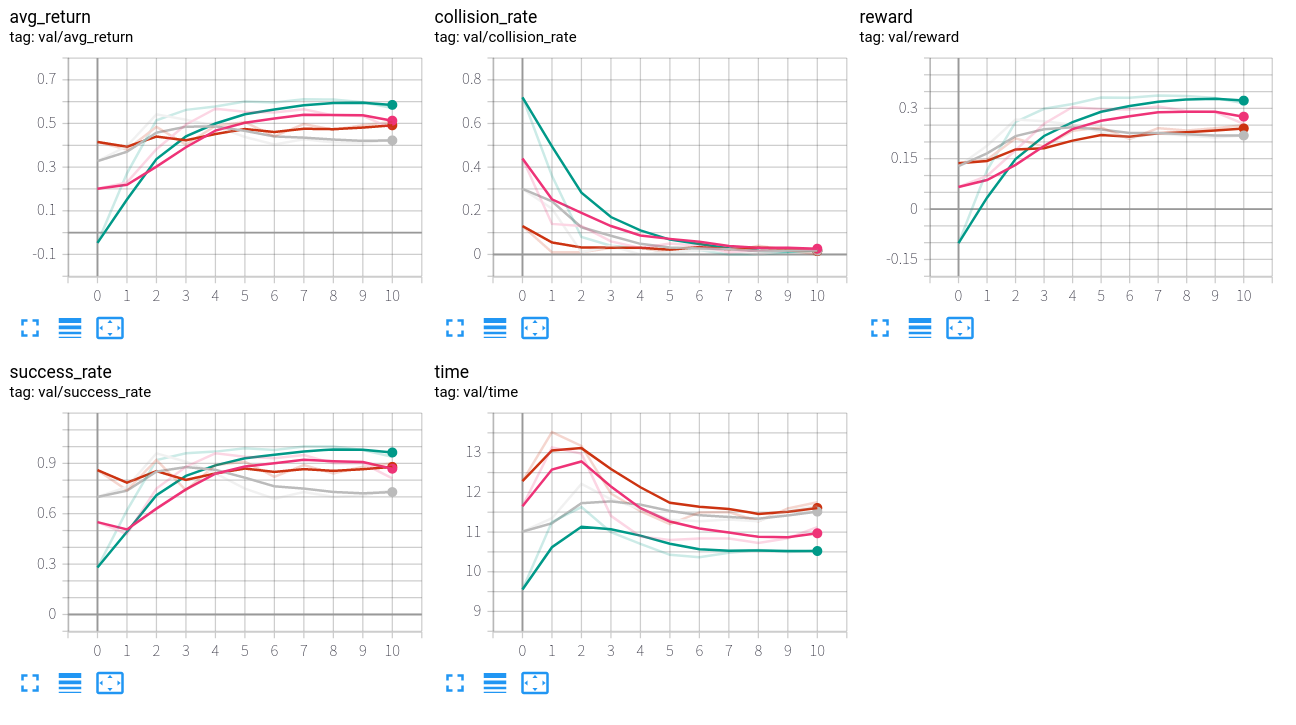 avg_return
tag: val/avg_return
0.7
0.5
0.3
0.1
-0.1
0 1 2 3 4 5 6 7 8 9 10
collision_rate
tag: val/collision_rate
0.8
0.6
0.4
0.2
0
0 1 2 3 4 5 6 7 8 9 10
reward
tag: val/reward
0.3
0.15
0
-0.15
0 1 2 3 4 5 6 7 8 9 10
success_rate
tag: val/success_rate
0.9
0.6
0.3
0
0 1 2 3 4 5 6 7 8 9 10
time
tag: val/time
13
12
11
10
9
0 1 2 3 4 5 6 7 8 9 10